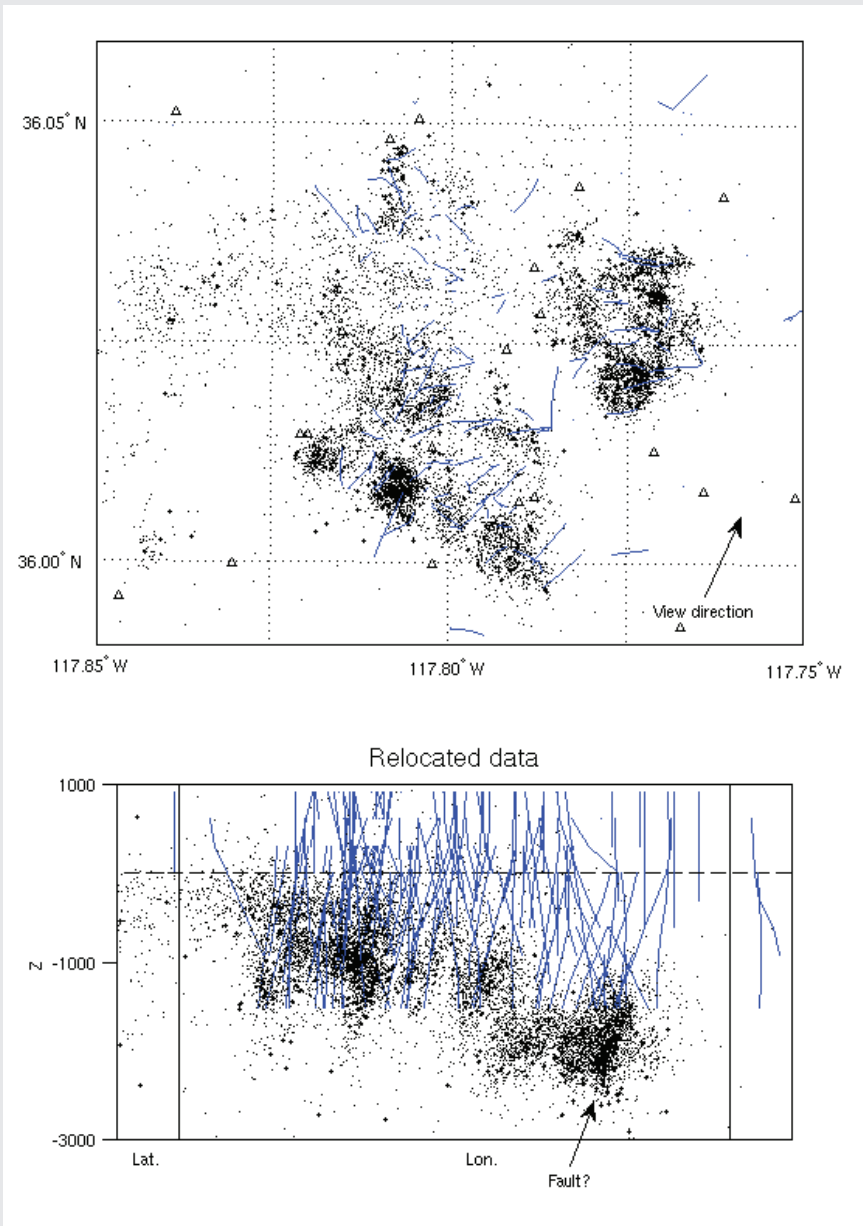 36.05° N
36.00° N
View direction
117.85° W
117.80° W
117.75° W
Relocated data
1000
Z
-1000
-3000
Lat.
Lon.
Fault?